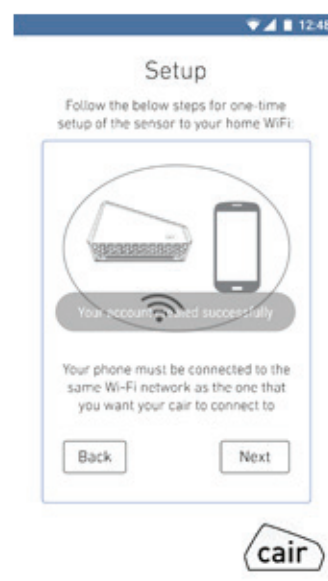 12:48
Setup
Follow the below steps for one-time
setup of the sensor to your home WiFi:
Your account created successfully
Your phone must be connected to the
same Wi-Fi network as the one that
you want your cair to connect to
Back
Next
cair